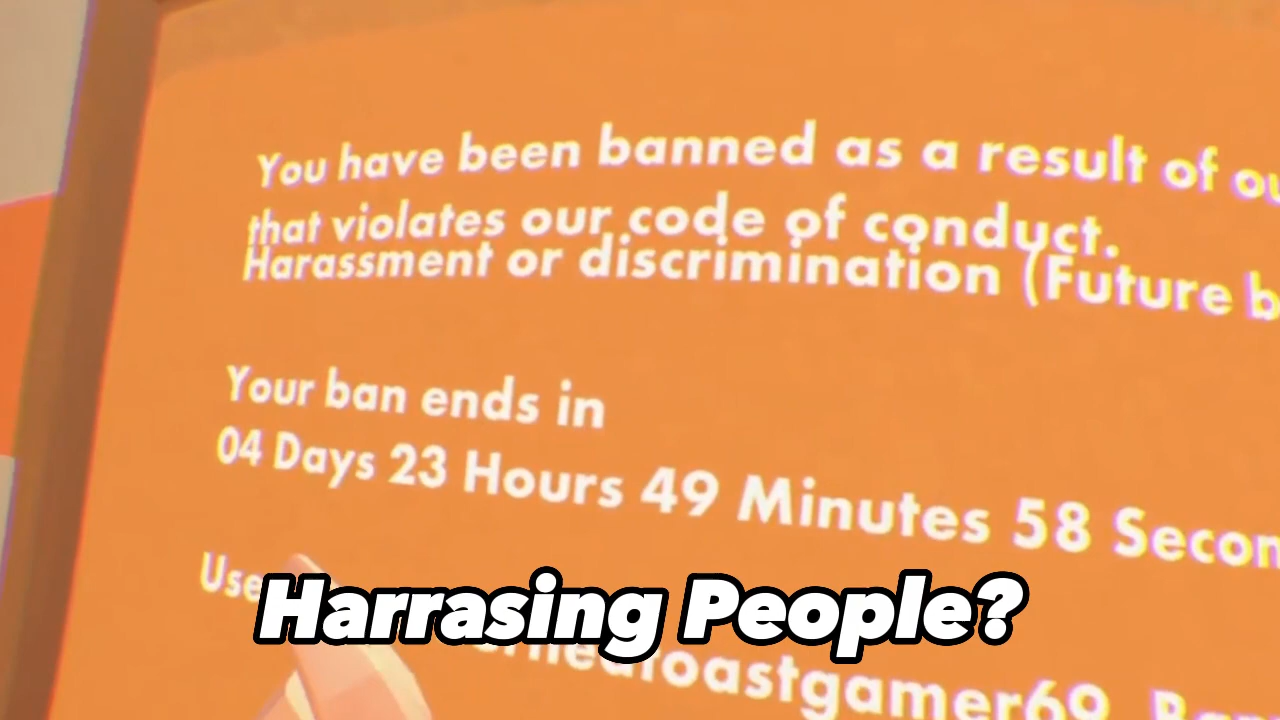 You have been banned as a result of
that violates our code of conduct.
Harassment or discrimination (Future
Your ban ends in
04 Days 23 Hours 49 Minutes 58
Harrasing People?